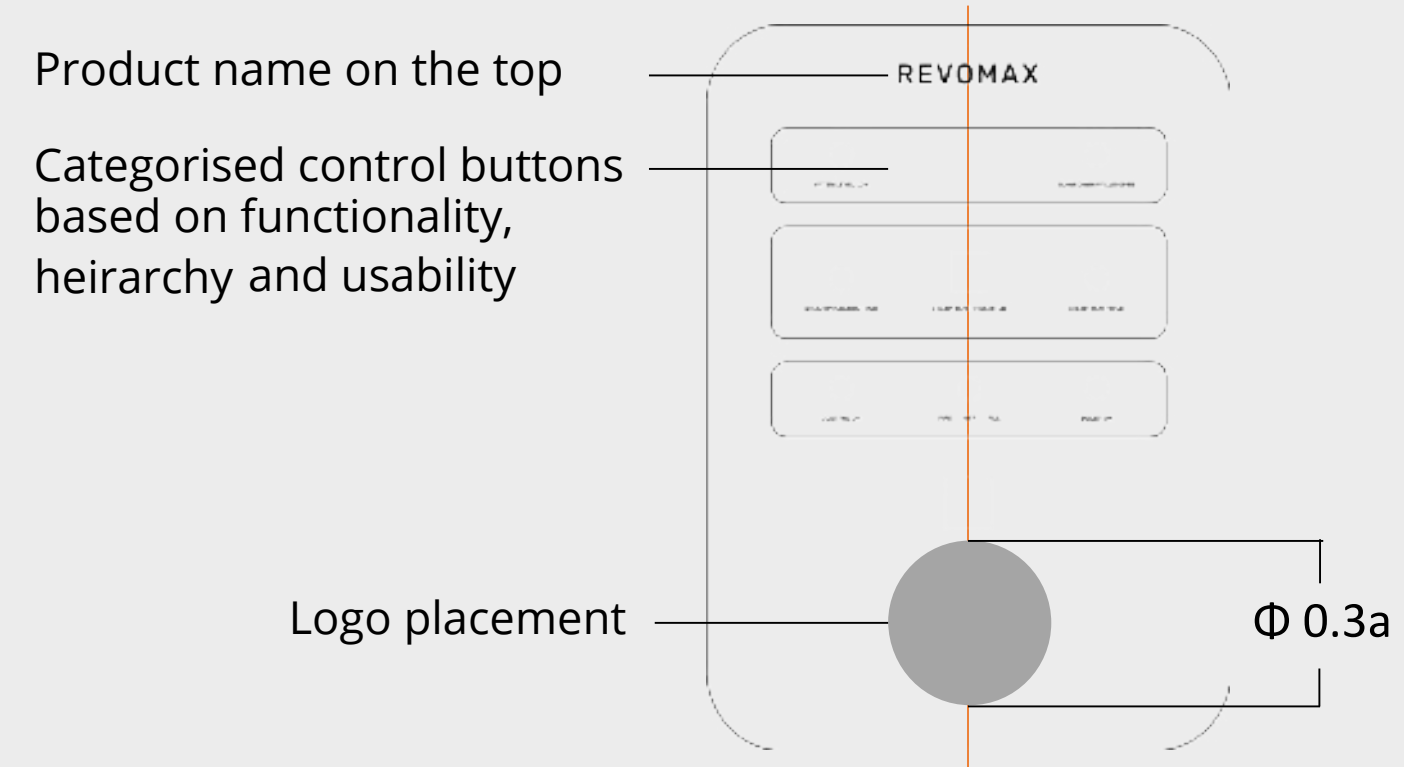 Product name on the top
REVOMAX
Categorised control buttons
based on functionality,
heirarchy and usability
Logo placement
Φ 0.3a